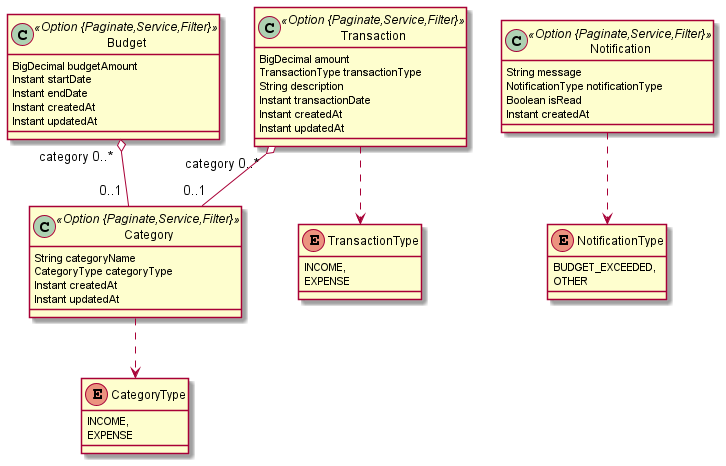 C «Option {Paginate,Service,Filter}»
Budget
BigDecimal budgetAmount
Instant startDate
Instant endDate
Instant createdAt
Instant updatedAt
C «Option {Paginate,Service,Filter}»
Transaction
BigDecimal amount
TransactionType transactionType
String description
Instant transactionDate
Instant createdAt
Instant updatedAt
C «Option {Paginate,Service,Filter}»
Notification
String message
NotificationType notificationType
Boolean isRead
Instant createdAt
category 0..*
0..1
category 0..*
0..1
C «Option {Paginate,Service,Filter}»
Category
String categoryName
CategoryType categoryType
Instant createdAt
Instant updatedAt
E TransactionType
INCOME,
EXPENSE
E NotificationType
BUDGET_EXCEEDED,
OTHER
E CategoryType
INCOME,
EXPENSE